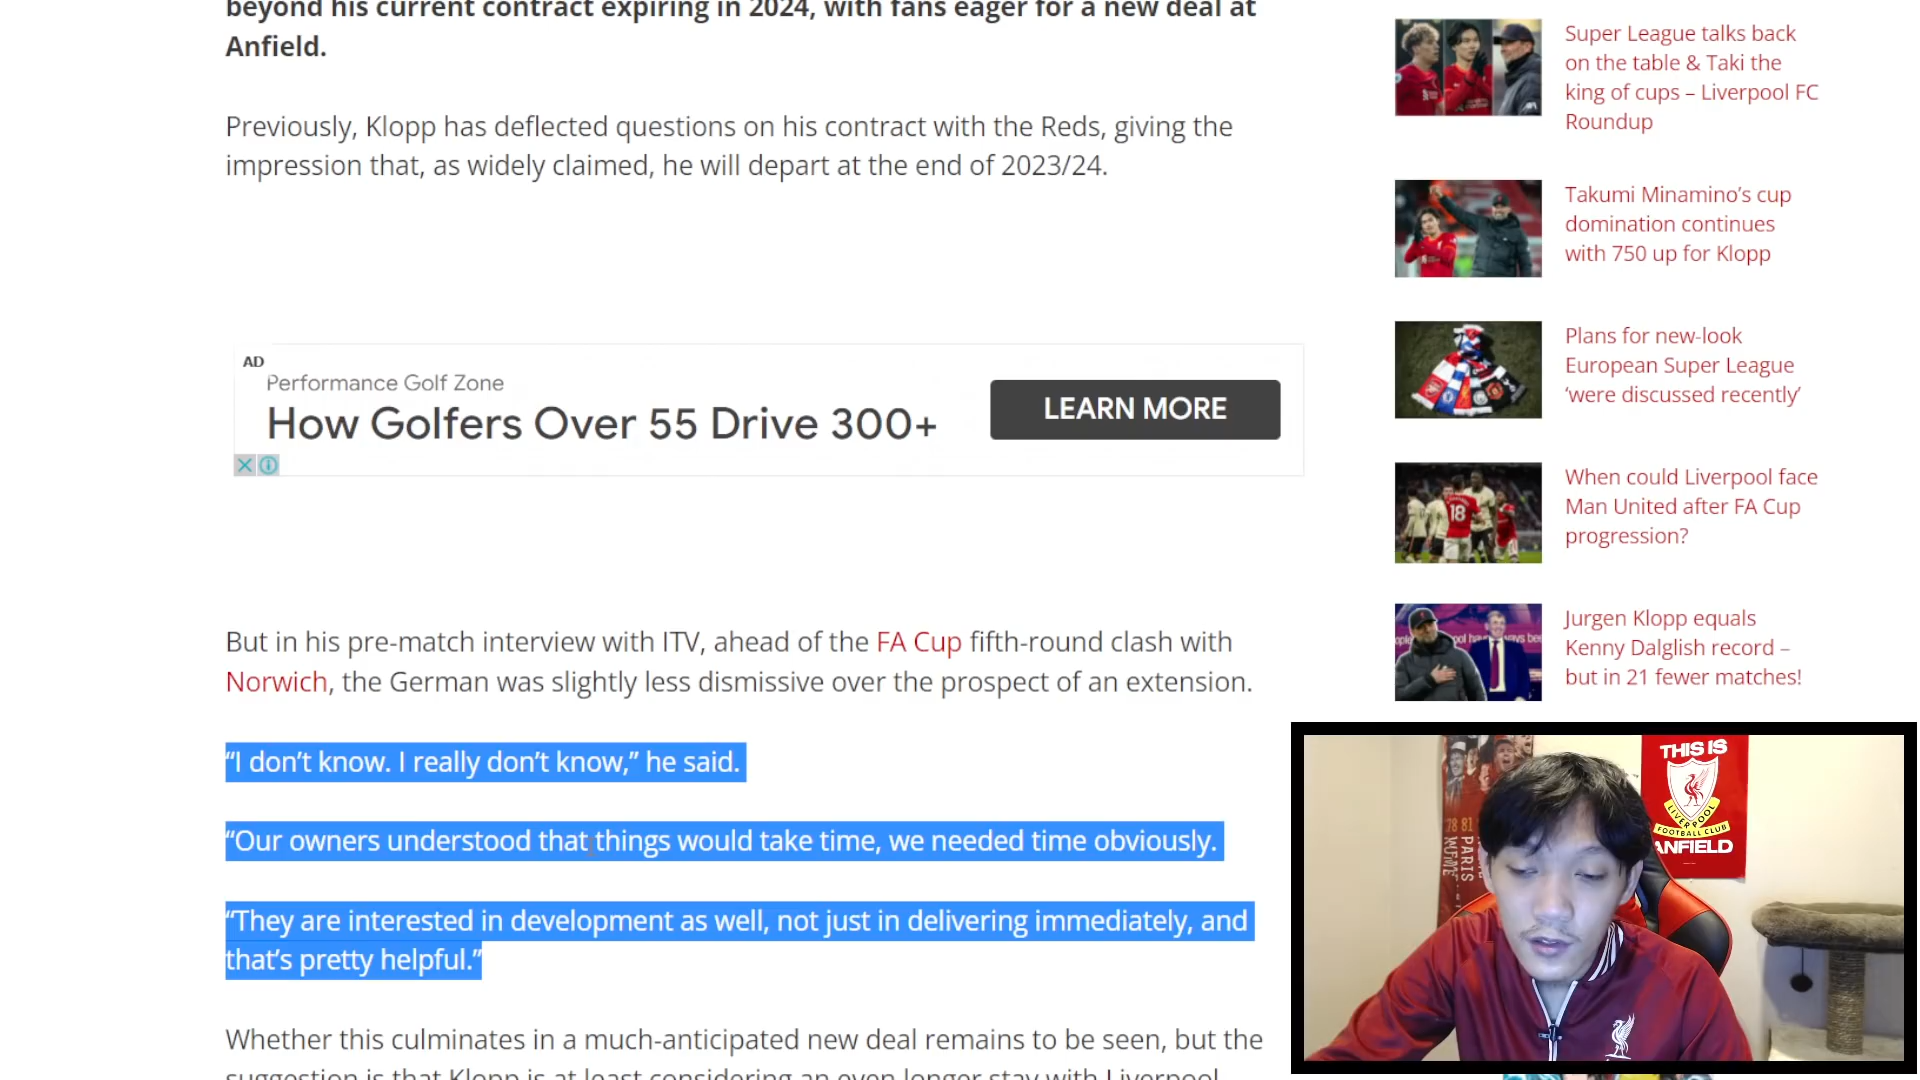 beyond his current contract expiring in 2024, with fans eager for a new deal at
Anfield.
Previously, Klopp has deflected questions on his contract with the Reds, giving the
impression that, as widely claimed, he will depart at the end of 2023/24.
AD
Performance Golf Zone
How Golfers Over 55 Drive 300+
LEARN MORE
But in his pre-match interview with ITV, ahead of the FA Cup fifth-round clash with
Norwich, the German was slightly less dismissive over the prospect of an extension.
“I don’t know. I really don’t know,” he said.
“Our owners understood that things would take time, we needed time obviously.
“They are interested in development as well, not just in delivering immediately, and
that’s pretty helpful.”
Whether this culminates in a much-anticipated new deal remains to be seen, but the
suggestion is that Klopp is at least considering an even longer stay with Liverpool
Super League talks back
on the table & Taki the
king of cups – Liverpool FC
Roundup
Takumi Minamino’s cup
domination continues
with 750 up for Klopp
Plans for new-look
European Super League
‘were discussed recently’
18
When could Liverpool face
Man United after FA Cup
progression?
Jurgen Klopp equals
Kenny Dalglish record –
but in 21 fewer matches!
THIS IS
LIVERPOOL
FOOTBALL CLUB
ANFIELD
78 81
PARIS